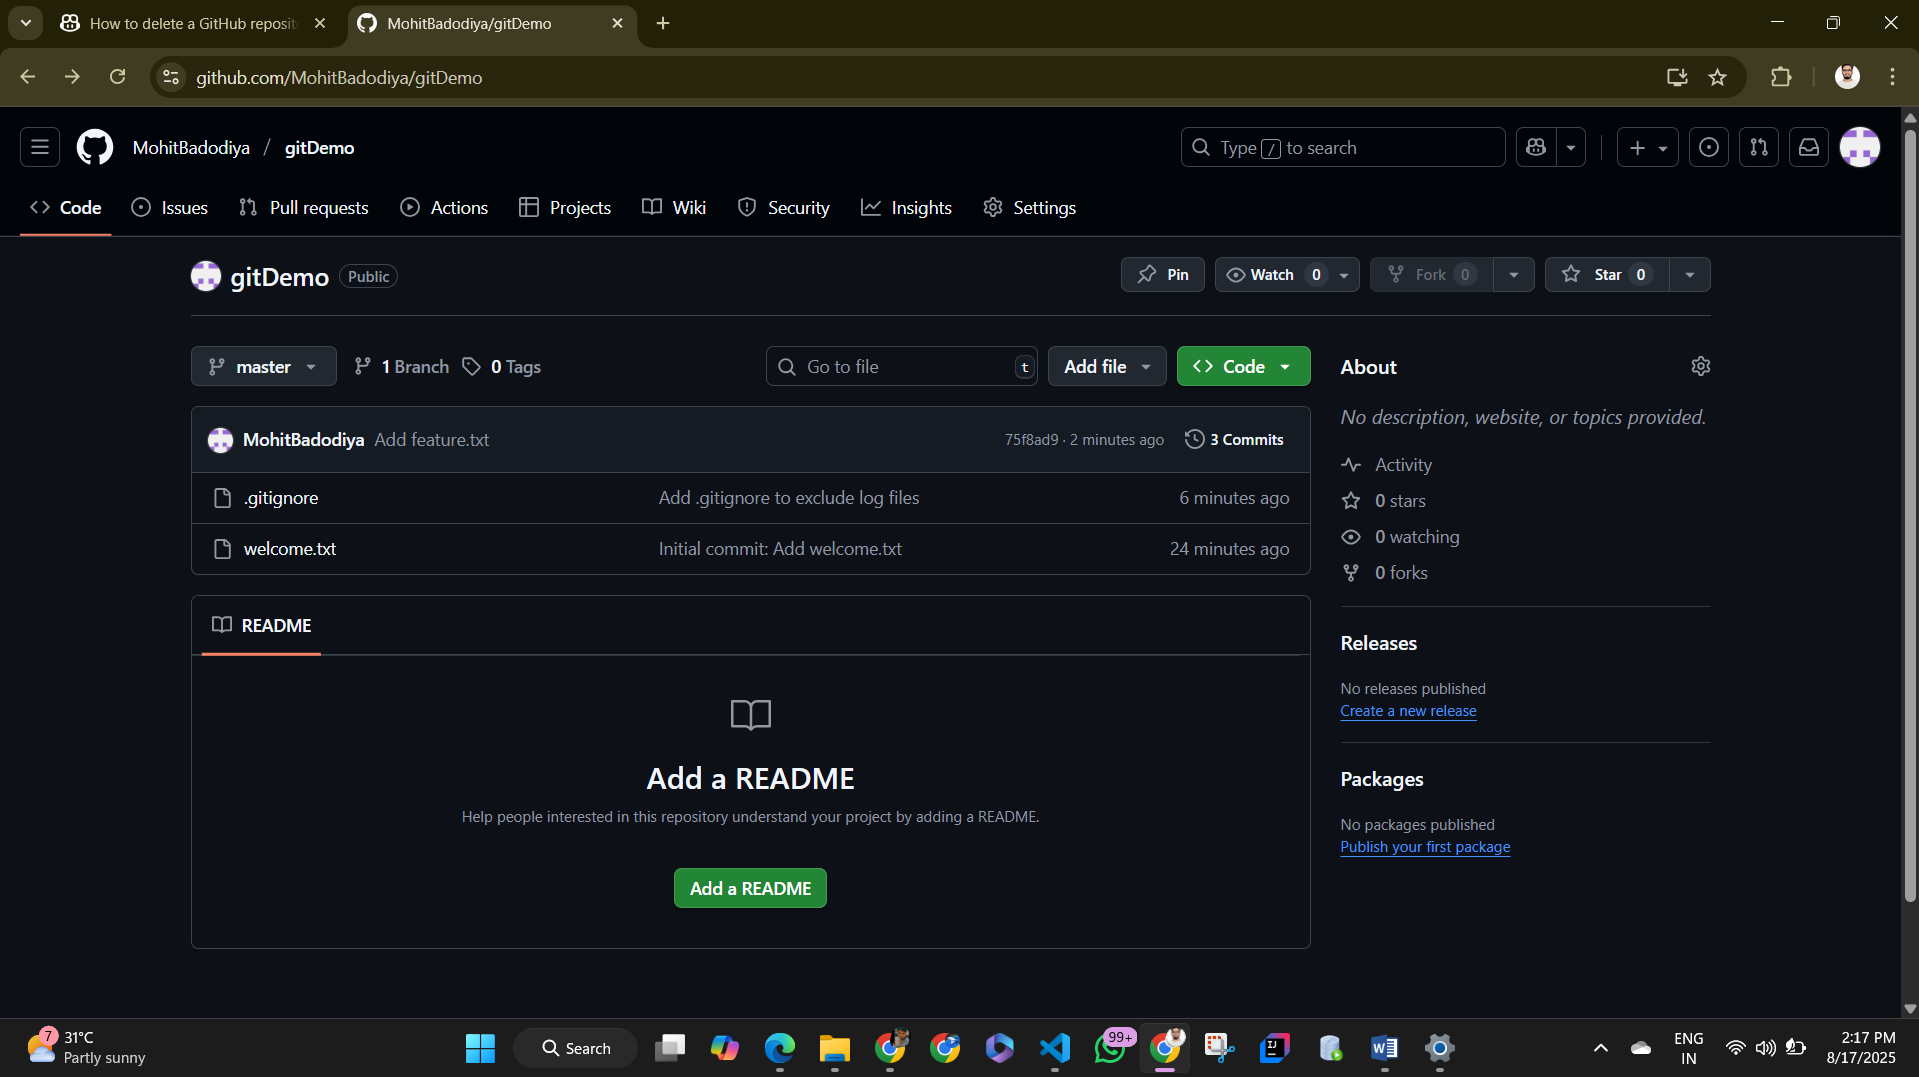 How to delete a GitHub reposit
MohitBadodiya/gitDemo
github.com/MohitBadodiya/gitDemo
MohitBadodiya / gitDemo
Type / to search
Code
Issues
Pull requests
Actions
Projects
Wiki
Security
Insights
Settings
gitDemo Public
Pin
Watch 0
Fork 0
Star 0
master
1 Branch
0 Tags
Go to file t
Add file
Code
MohitBadodiya Add feature.txt 75f8ad9 · 2 minutes ago 3 Commits
.gitignore Add .gitignore to exclude log files 6 minutes ago
welcome.txt Initial commit: Add welcome.txt 24 minutes ago
README
Add a README
Help people interested in this repository understand your project by adding a README.
Add a README
About
No description, website, or topics provided.
Activity
0 stars
0 watching
0 forks
Releases
No releases published
Create a new release
Packages
No packages published
Publish your first package
7
31°C
Partly sunny
Search
99+
IJ
W
ENG
IN
2:17 PM
8/17/2025